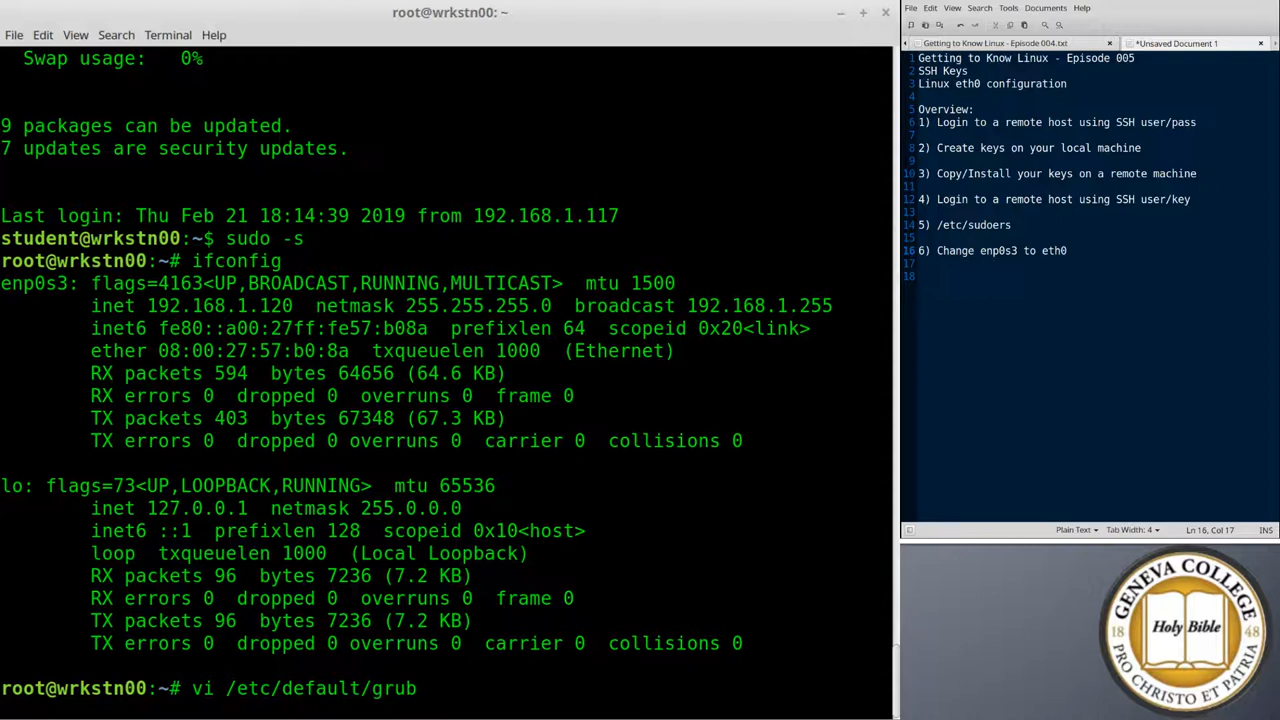 root@wrkstn00: ~
File Edit View Search Terminal Help
Swap usage: 0%
9 packages can be updated.
7 updates are security updates.
Last login: Thu Feb 21 18:14:39 2019 from 192.168.1.117
student@wrkstn00:~$ sudo -s
root@wrkstn00:~# ifconfig
enp0s3: flags=4163<UP,BROADCAST,RUNNING,MULTICAST> mtu 1500
inet 192.168.1.120 netmask 255.255.255.0 broadcast 192.168.1.255
inet6 fe80::a00:27ff:fe57:b08a prefixlen 64 scopeid 0x20<link>
ether 08:00:27:57:b0:8a txqueuelen 1000 (Ethernet)
RX packets 594 bytes 64656 (64.6 KB)
RX errors 0 dropped 0 overruns 0 frame 0
TX packets 403 bytes 67348 (67.3 KB)
TX errors 0 dropped 0 overruns 0 carrier 0 collisions 0
lo: flags=73<UP,LOOPBACK,RUNNING> mtu 65536
inet 127.0.0.1 netmask 255.0.0.0
inet6 ::1 prefixlen 128 scopeid 0x10<host>
loop txqueuelen 1000 (Local Loopback)
RX packets 96 bytes 7236 (7.2 KB)
RX errors 0 dropped 0 overruns 0 frame 0
TX packets 96 bytes 7236 (7.2 KB)
TX errors 0 dropped 0 overruns 0 carrier 0 collisions 0
root@wrkstn00:~# vi /etc/default/grub
File Edit View Search Tools Documents Help
Getting to Know Linux - Episode 004.txt
*Unsaved Document 1
1 Getting to Know Linux - Episode 005
2 SSH Keys
3 Linux eth0 configuration
4
5 Overview:
6 1) Login to a remote host using SSH user/pass
7
8 2) Create keys on your local machine
9
10 3) Copy/Install your keys on a remote machine
11
12 4) Login to a remote host using SSH user/key
13
14 5) /etc/sudoers
15
16 6) Change enp0s3 to eth0
17
18
Plain Text Tab Width: 4 Ln 16, Col 17 INS
GENEVA COLLEGE
18 Holy Bible 48
PRO CHRISTO ET PATRIA